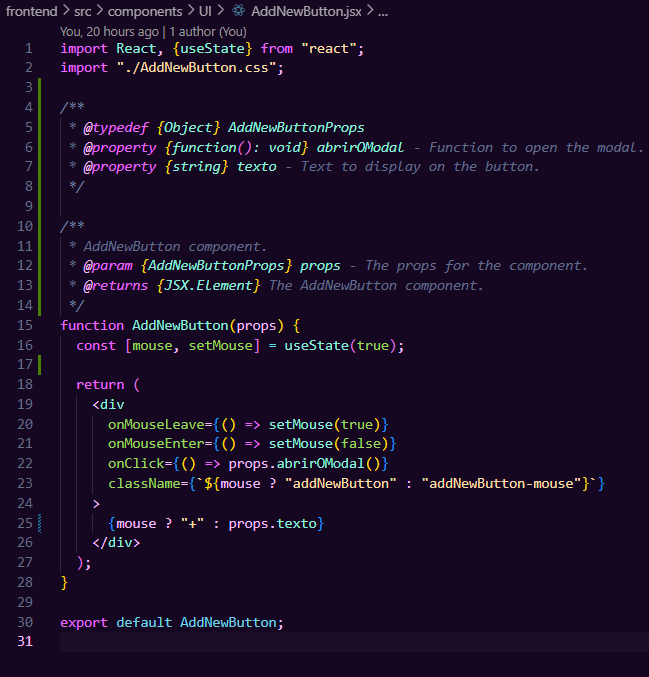 frontend > src > components > UI > AddNewButton.jsx > ...
You, 20 hours ago | 1 author (You)
1 import React, {useState} from "react";
2 import "./AddNewButton.css";
3
4 /**
5  * @typedef {Object} AddNewButtonProps
6  * @property {function(): void} abrirOModal - Function to open the modal.
7  * @property {string} texto - Text to display on the button.
8  */
9
10 /**
11  * AddNewButton component.
12  * @param {AddNewButtonProps} props - The props for the component.
13  * @returns {JSX.Element} The AddNewButton component.
14  */
15 function AddNewButton(props) {
16   const [mouse, setMouse] = useState(true);
17
18   return (
19     <div
20       onMouseLeave={() => setMouse(true)}
21       onMouseEnter={() => setMouse(false)}
22       onClick={() => props.abrirOModal()}
23       className={`${mouse ? "addNewButton" : "addNewButton-mouse"}`}
24     >
25       {mouse ? "+" : props.texto}
26     </div>
27   );
28 }
29
30 export default AddNewButton;
31